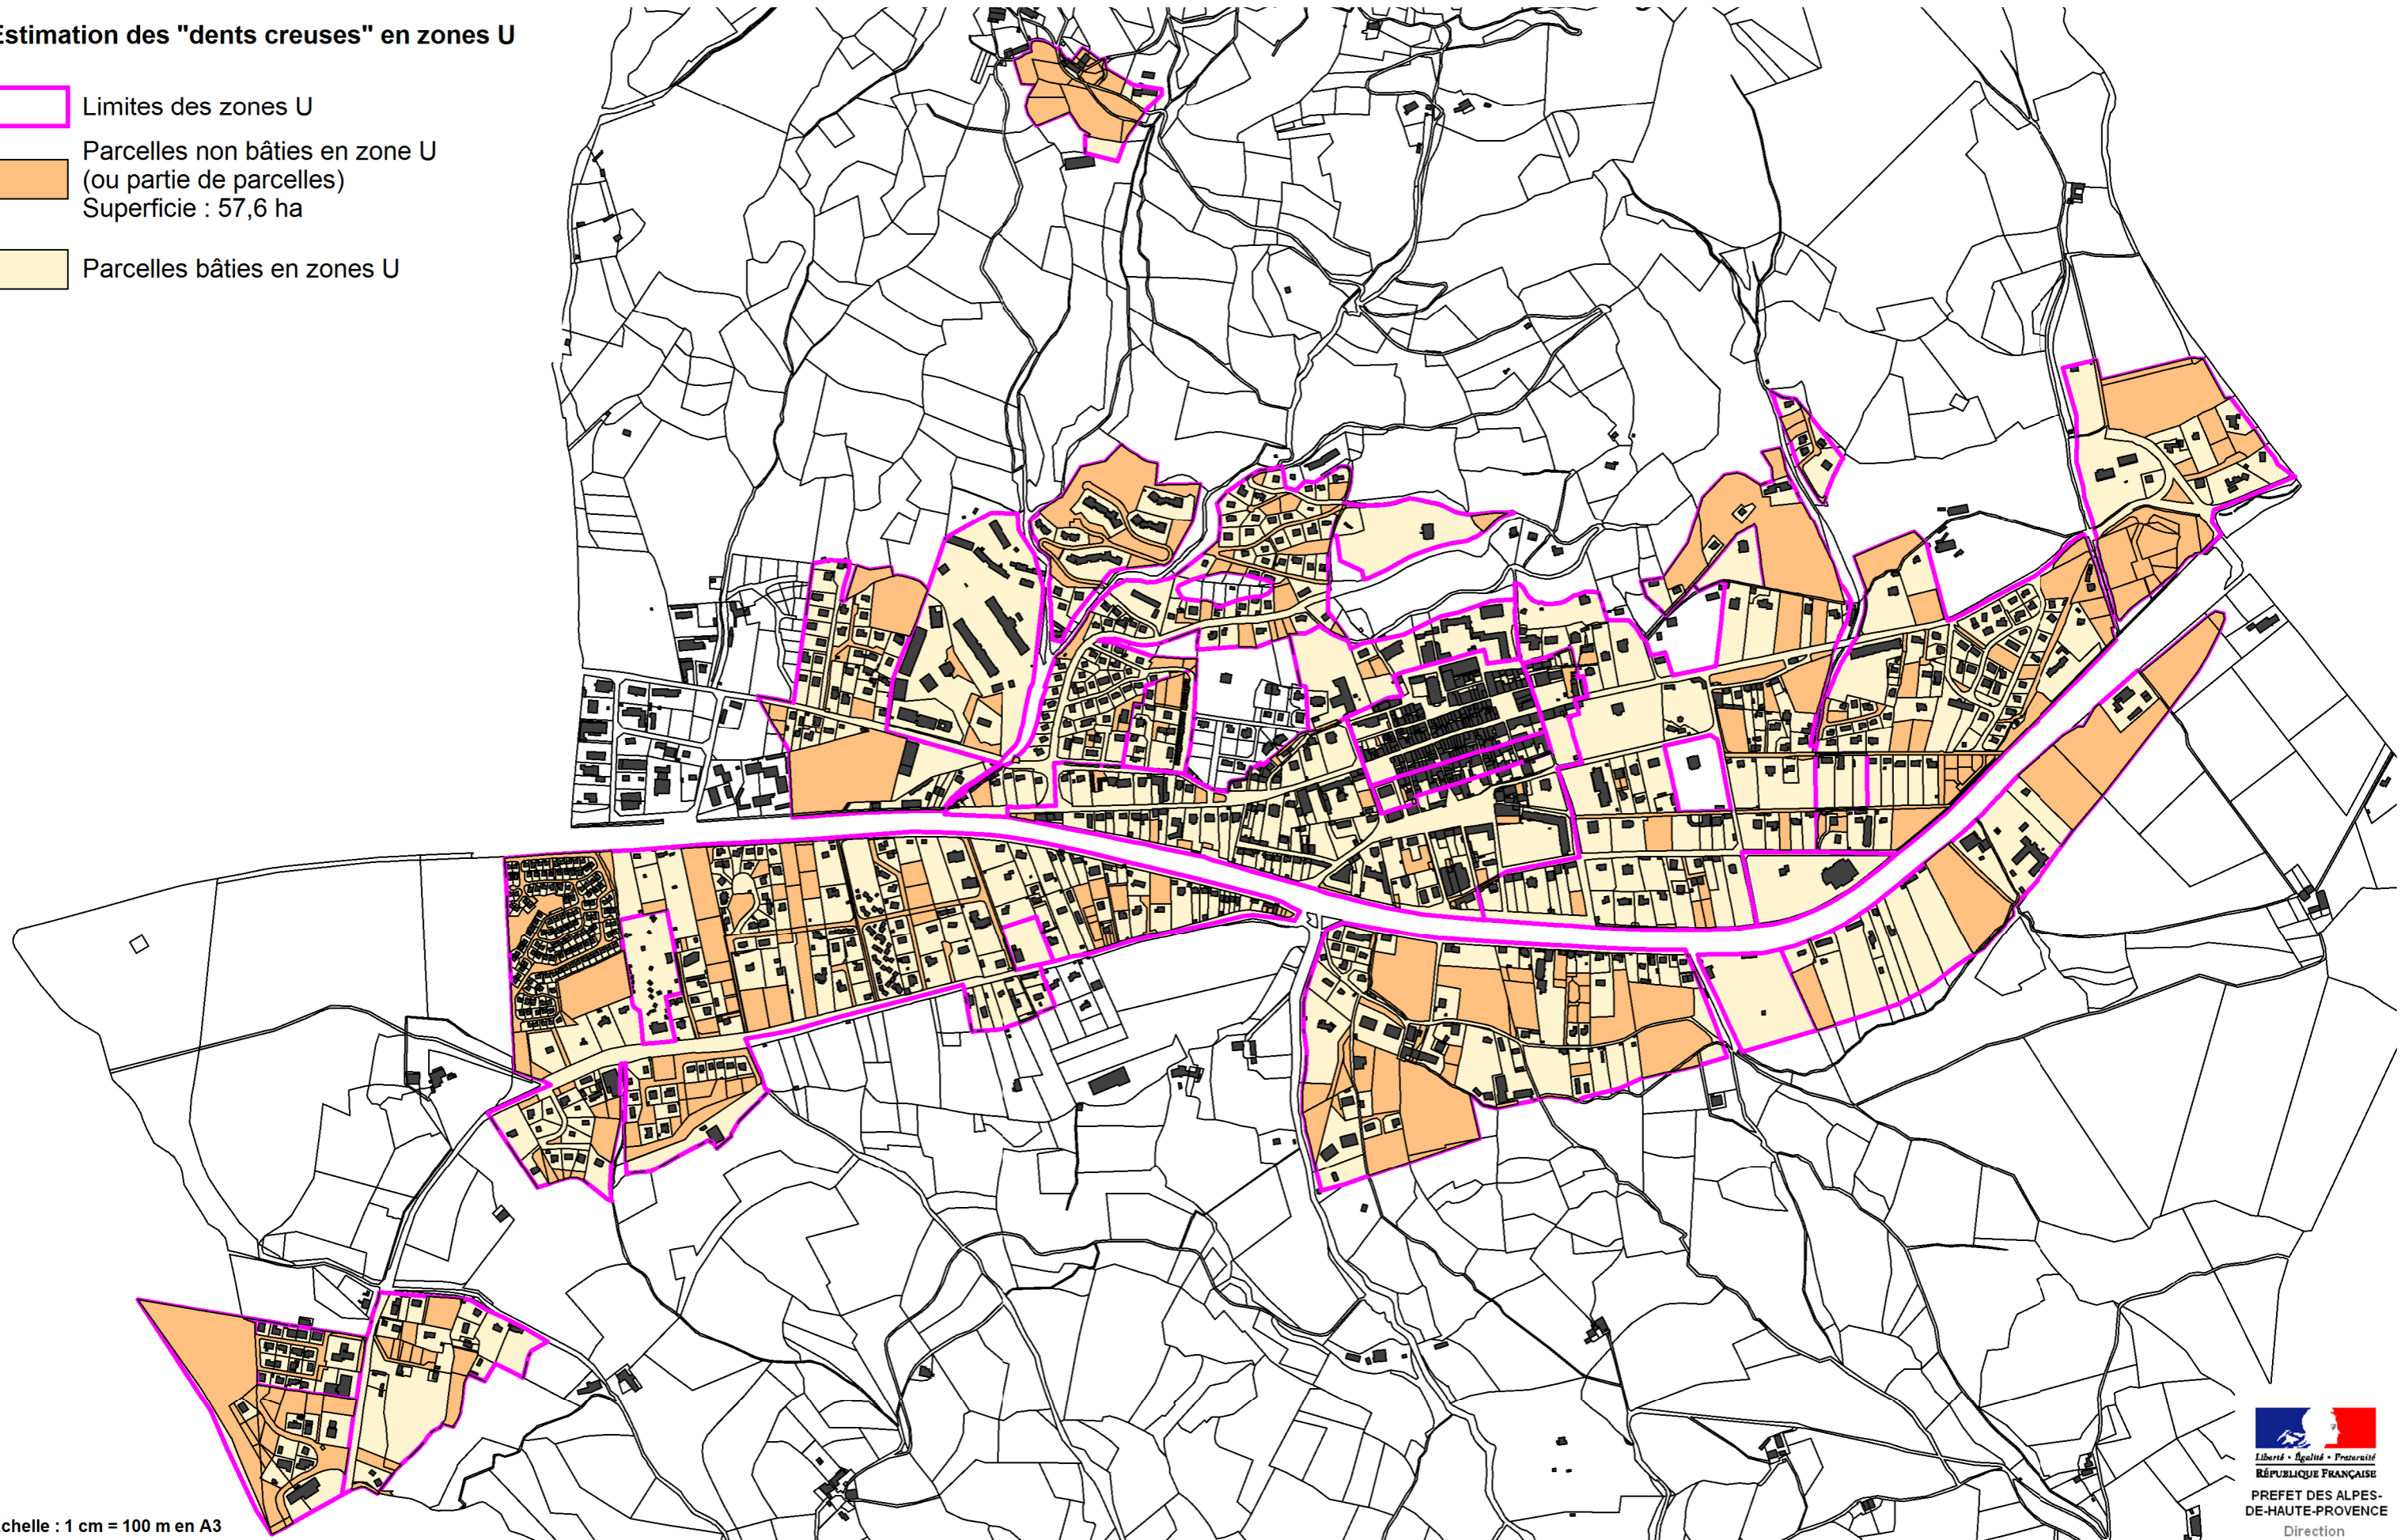 Estimation des "dents creuses" en zones U
Limites des zones U
Parcelles non bâties en zone U
(ou partie de parcelles)
Superficie : 57,6 ha
Parcelles bâties en zones U
chelle : 1 cm = 100 m en A3
Liberté • Égalité • Fraternité
RÉPUBLIQUE FRANÇAISE
PREFET DES ALPES-
DE-HAUTE-PROVENCE
Direction